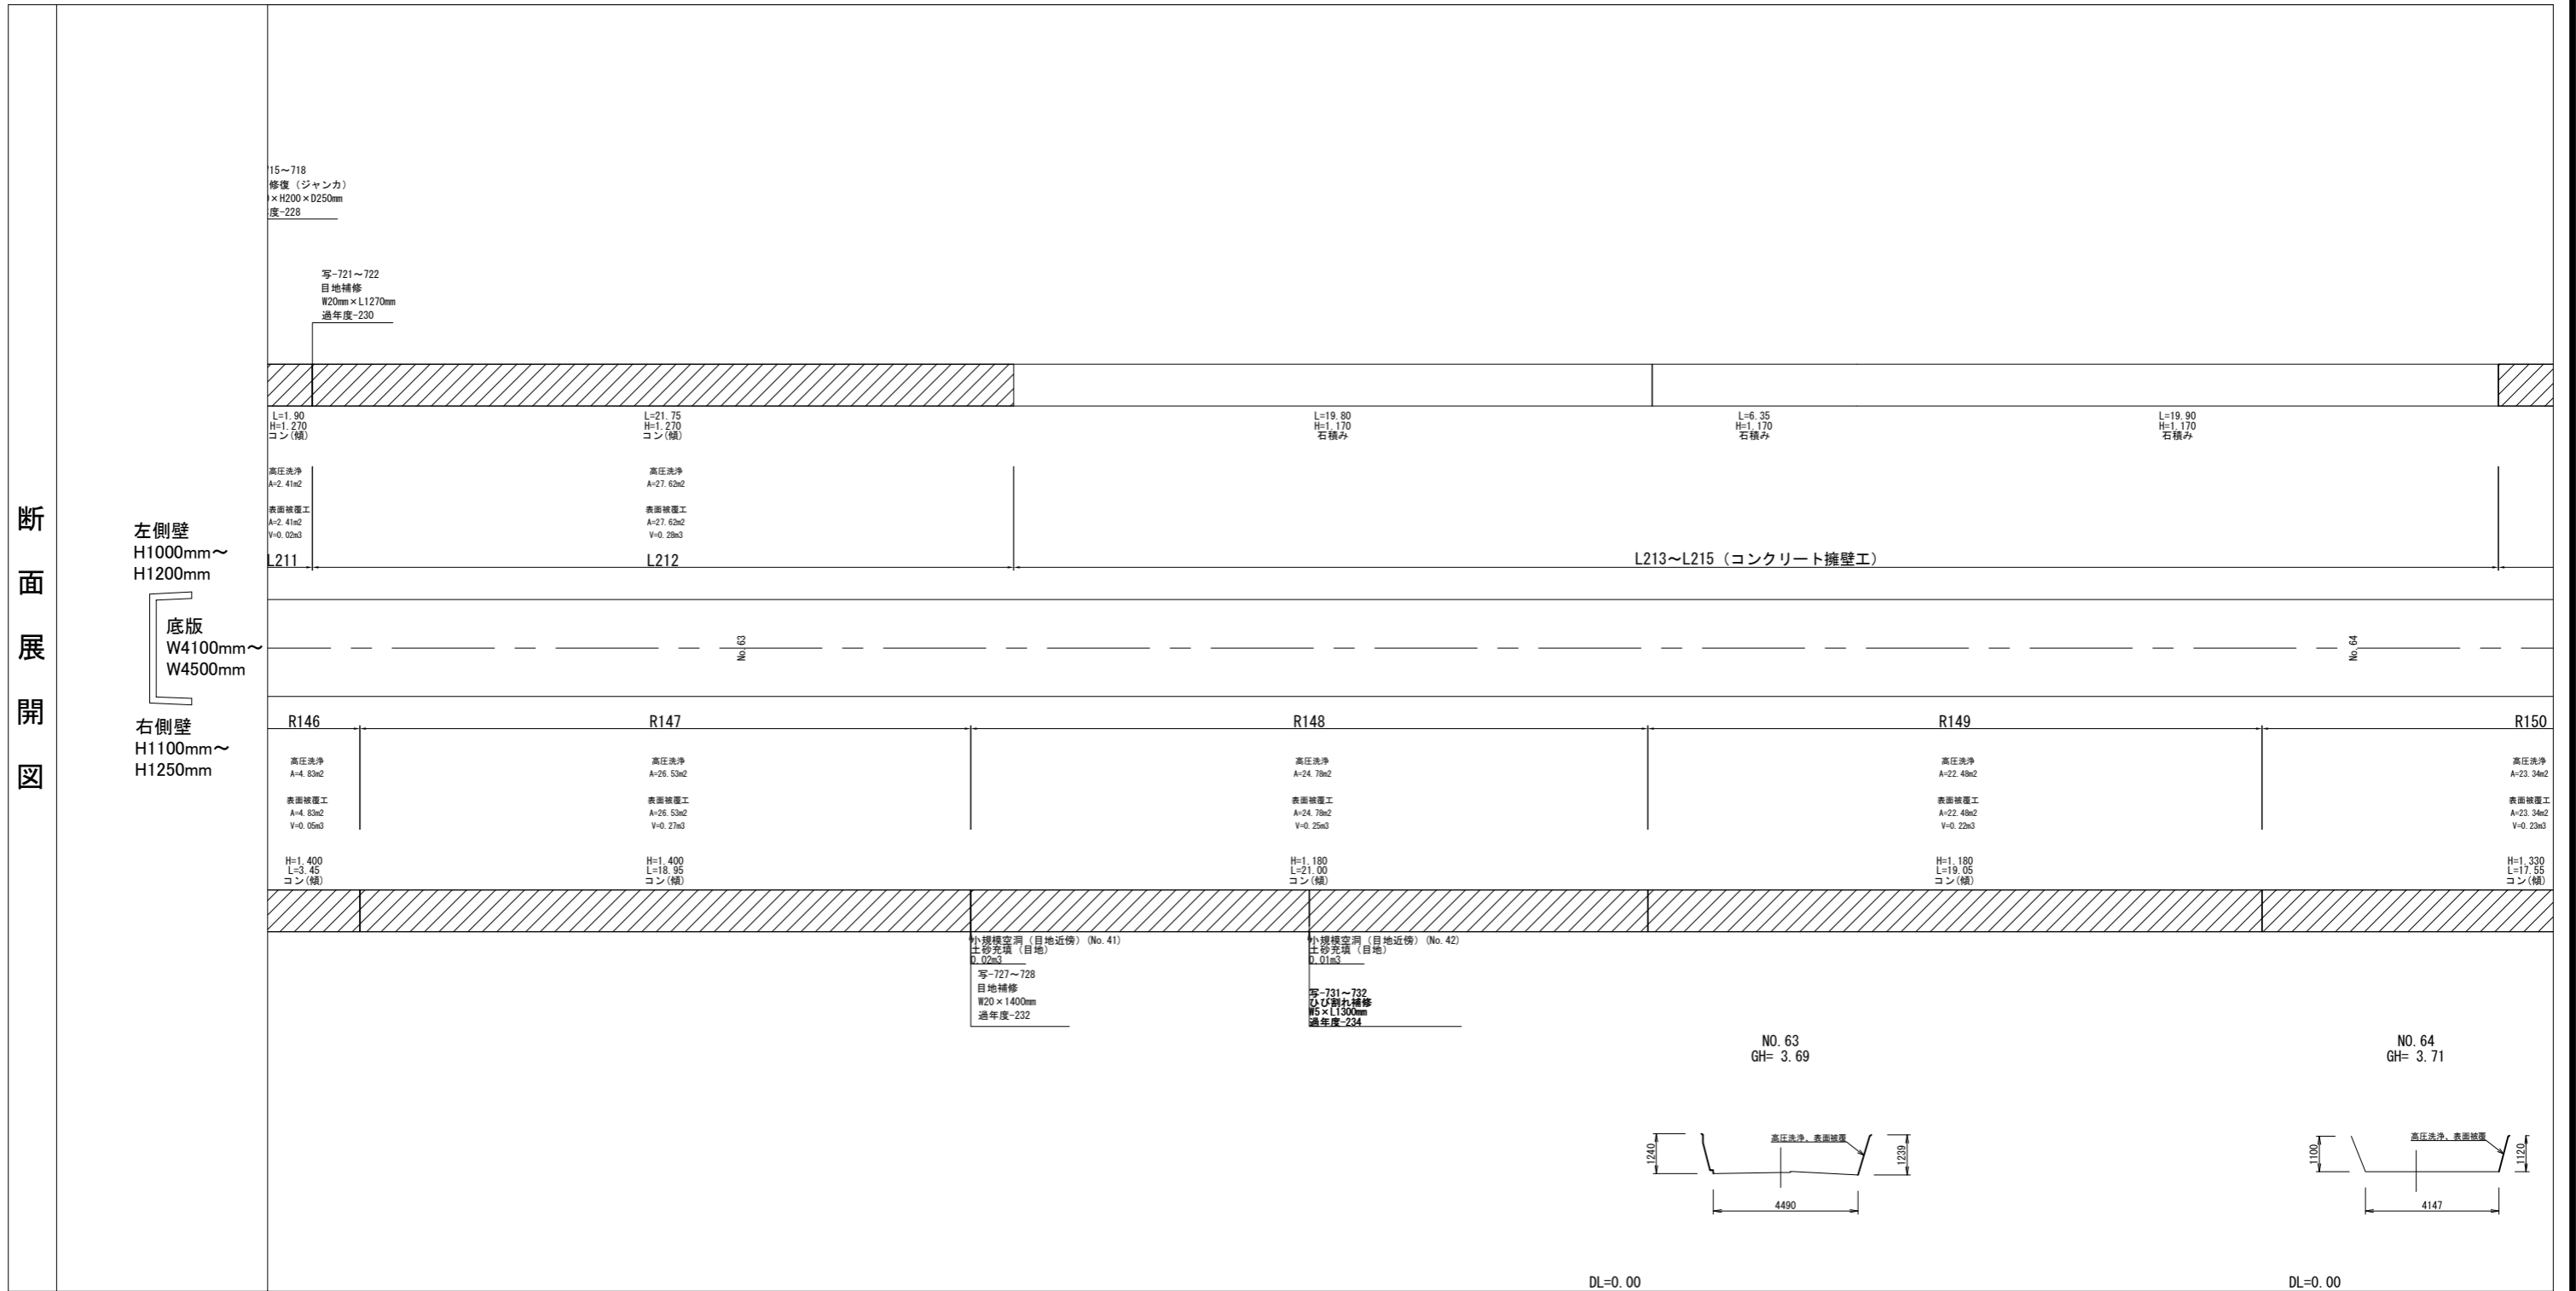 断面展開図
左側壁
H1000mm～
H1200mm
底版
W4100mm～
W4500mm
右側壁
H1100mm～
H1250mm
15～718
修復（ジャンカ）
×H200×D250mm
度-228
写-721～722
目地補修
W20mm×L1270mm
過年度-230
L=1.90
H=1.270
コン(傾)
L=21.75
H=1.270
コン(傾)
L=19.80
H=1.170
石積み
L=6.35
H=1.170
石積み
L=19.90
H=1.170
石積み
高圧洗浄
A=2.41m2
表面被覆工
A=2.41m2
V=0.02m3
L211
高圧洗浄
A=27.62m2
表面被覆工
A=27.62m2
V=0.28m3
L212
L213～L215（コンクリート擁壁工）
No.63
No.64
R146
R147
R148
R149
R150
高圧洗浄
A=4.83m2
表面被覆工
A=4.83m2
V=0.05m3
H=1.400
L=3.45
コン(傾)
高圧洗浄
A=26.53m2
表面被覆工
A=26.53m2
V=0.27m3
H=1.400
L=18.95
コン(傾)
高圧洗浄
A=24.78m2
表面被覆工
A=24.78m2
V=0.25m3
H=1.180
L=21.00
コン(傾)
高圧洗浄
A=22.48m2
表面被覆工
A=22.48m2
V=0.22m3
H=1.180
L=19.05
コン(傾)
高圧洗浄
A=23.34m2
表面被覆工
A=23.34m2
V=0.23m3
H=1.330
L=17.55
コン(傾)
小規模空洞（目地近傍）(No.41)
土砂充填（目地）
0.02m3
写-727～728
目地補修
W20×1400mm
過年度-232
小規模空洞（目地近傍）(No.42)
土砂充填（目地）
0.01m3
写-731～732
ひび割れ補修
W5×L1300mm
過年度-234
NO.63
GH= 3.69
1240
高圧洗浄、表面被覆
1239
4490
DL=0.00
NO.64
GH= 3.71
1100
高圧洗浄、表面被覆
1120
4147
DL=0.00